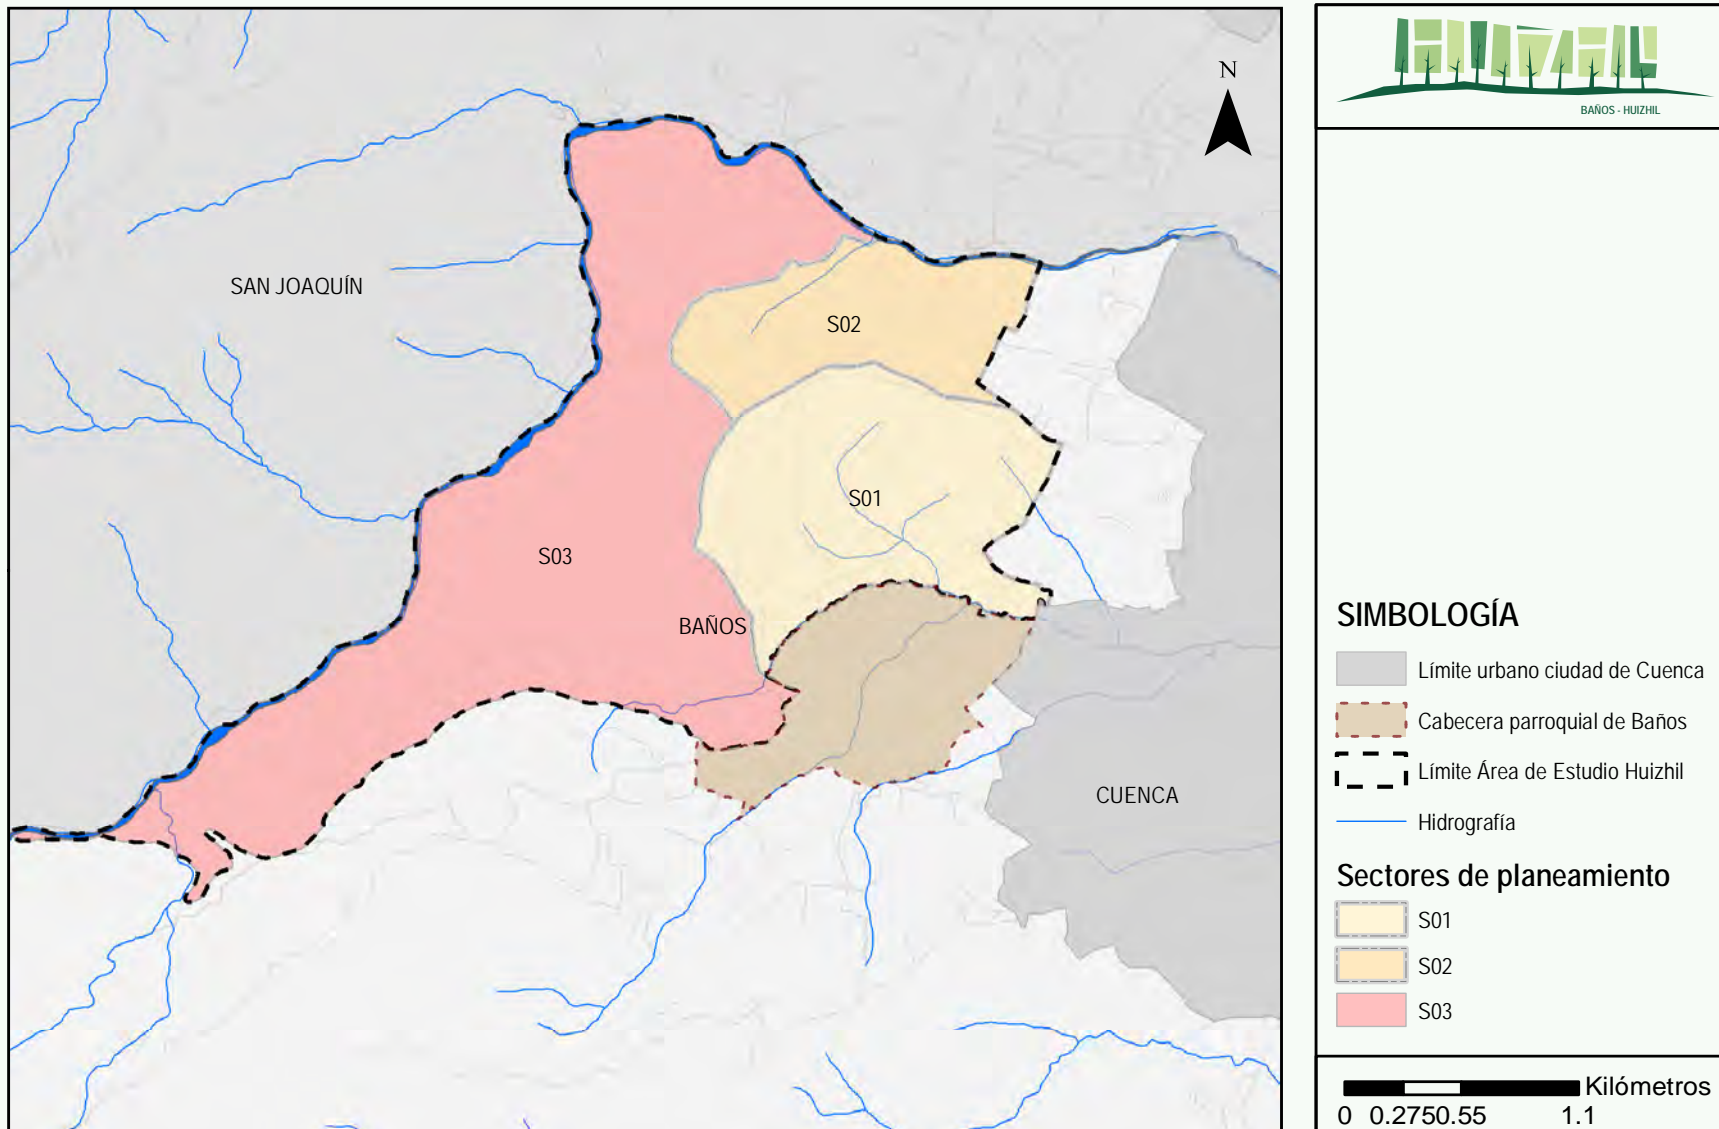 N
SAN JOAQUÍN
S02
S01
S03
BAÑOS
CUENCA
HUIZHIL
BAÑOS - HUIZHIL
SIMBOLOGÍA
Límite urbano ciudad de Cuenca
Cabecera parroquial de Baños
Límite Área de Estudio Huizhil
Hidrografía
Sectores de planeamiento
S01
S02
S03
Kilómetros
0 0.2750.55 1.1